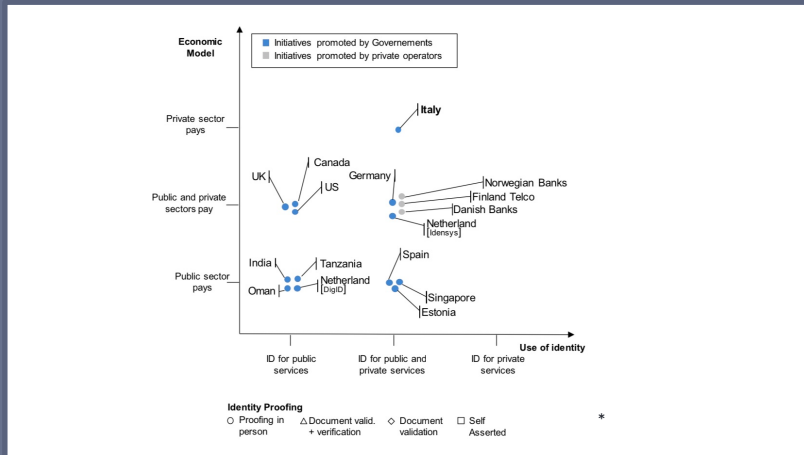 Economic
Model
Initiatives promoted by Governements
Initiatives promoted by private operators
Italy
Private sector
pays
Canada
UK
US
Germany
Norwegian Banks
Finland Telco
Danish Banks
Netherland
[Idensys]
Public and private
sectors pay
Spain
India
Tanzania
Netherland
[DigID]
Oman
Singapore
Estonia
Public sector
pays
Use of identity
ID for public
services
ID for public and
private services
ID for private
services
Identity Proofing
Proofing in
person
Document valid.
+ verification
Document
validation
Self
Asserted
*